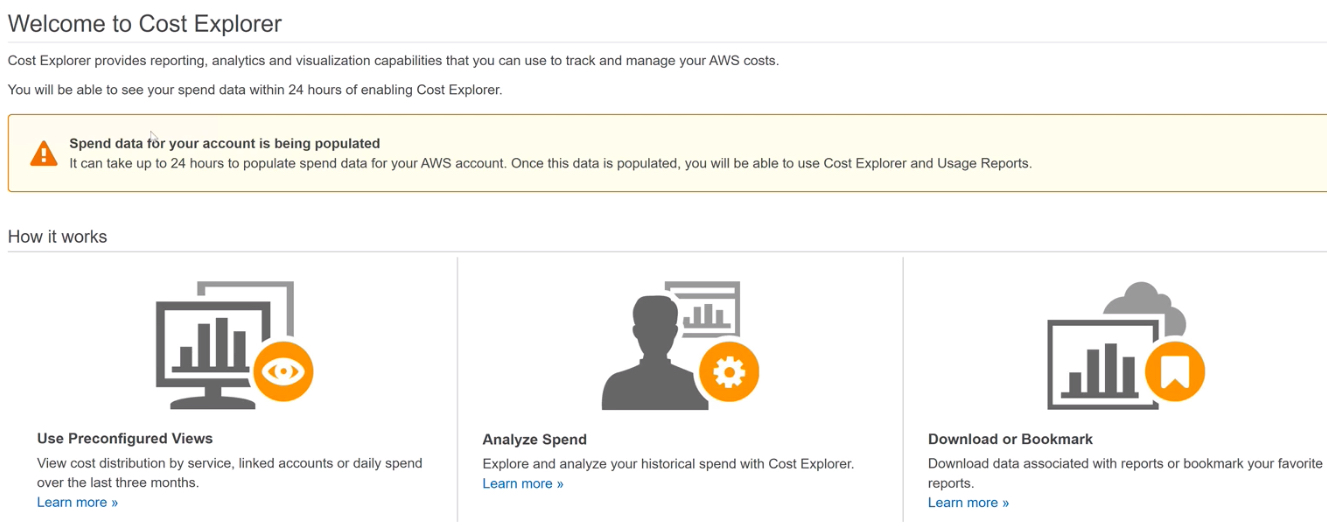 Welcome to Cost Explorer
Cost Explorer provides reporting, analytics and visualization capabilities that you can use to track and manage your AWS costs.
You will be able to see your spend data within 24 hours of enabling Cost Explorer.
Spend data for your account is being populated
It can take up to 24 hours to populate spend data for your AWS account. Once this data is populated, you will be able to use Cost Explorer and Usage Reports.
How it works
Use Preconfigured Views
View cost distribution by service, linked accounts or daily spend
over the last three months.
Learn more »
Analyze Spend
Explore and analyze your historical spend with Cost Explorer.
Learn more »
Download or Bookmark
Download data associated with reports or bookmark your favorite
reports.
Learn more »